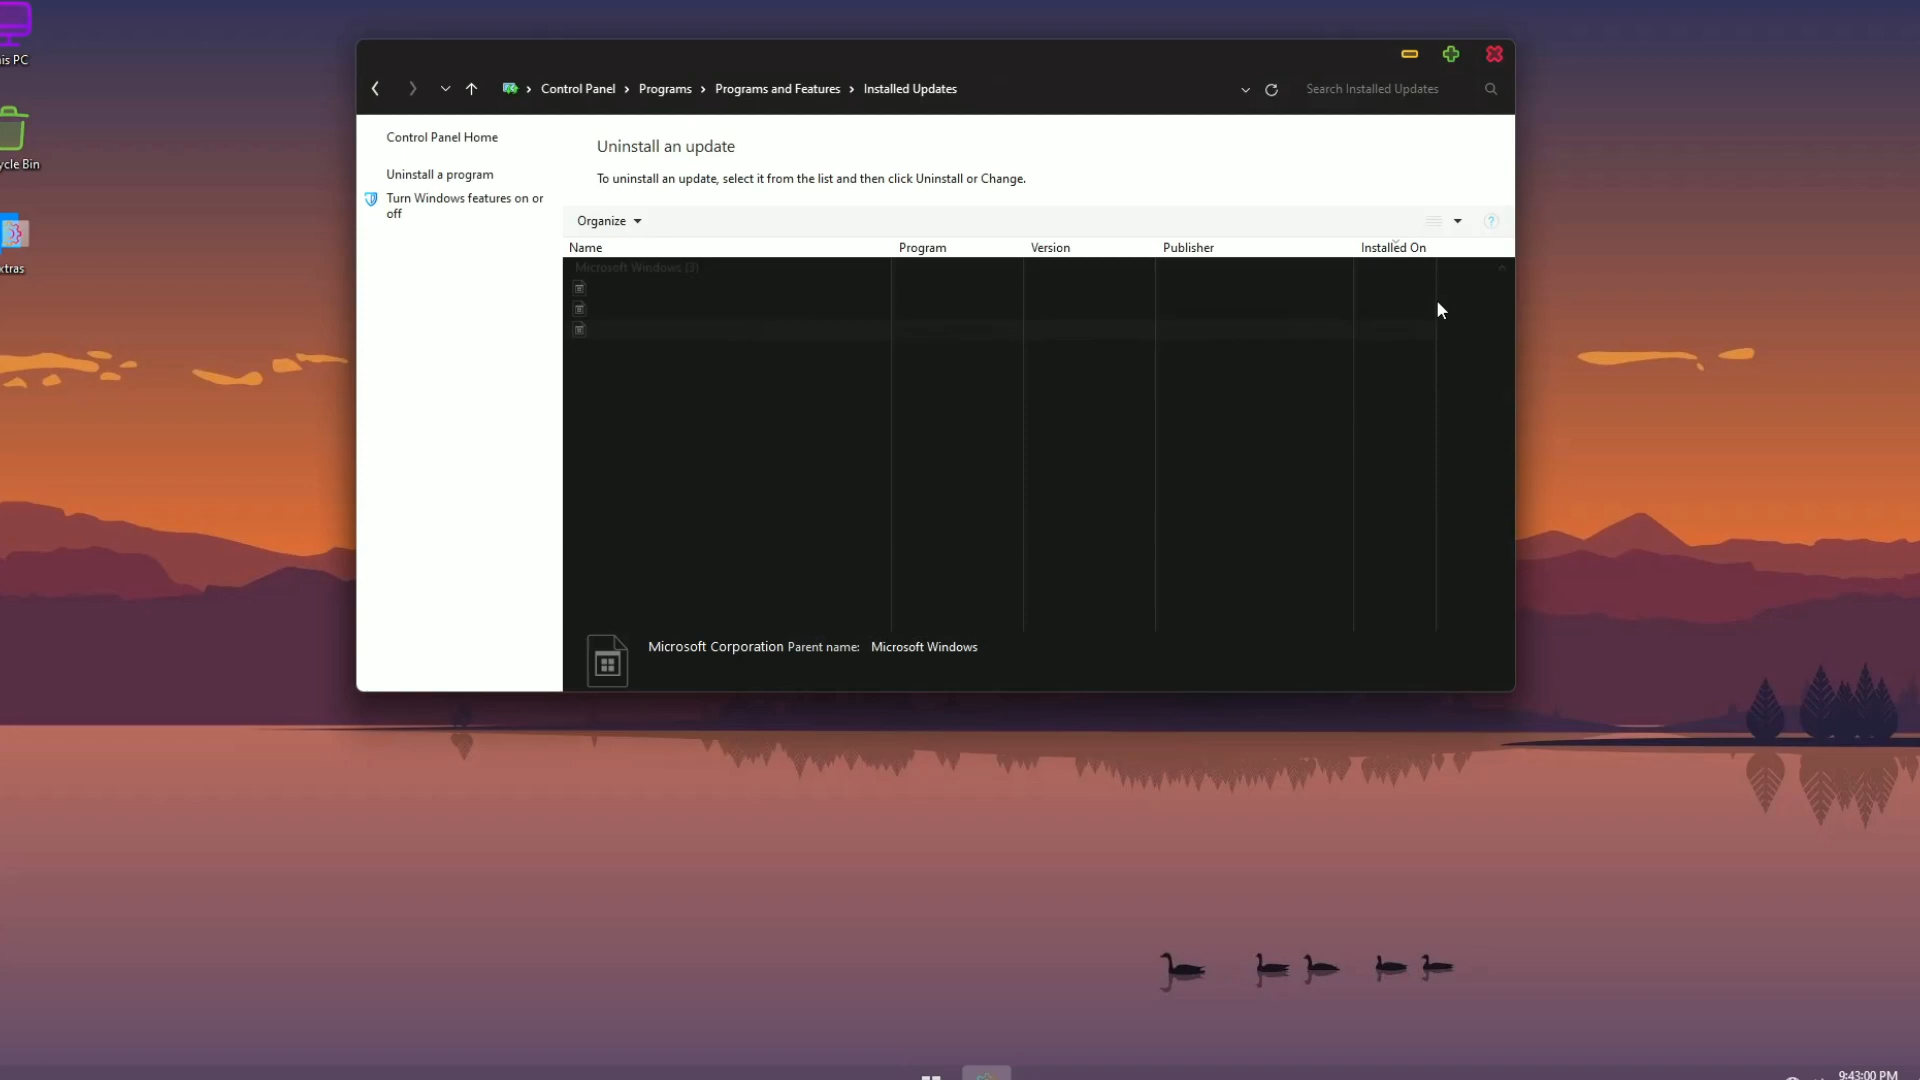 is PC
ycle Bin
xtras
Control Panel
Programs
Programs and Features
Installed Updates
Search Installed Updates
Control Panel Home
Uninstall a program
Turn Windows features on or
off
Uninstall an update
To uninstall an update, select it from the list and then click Uninstall or Change.
Organize
?
Name Program Version Publisher Installed On
Microsoft Windows (3)
Microsoft Corporation Parent name: Microsoft Windows
9:43:00 PM